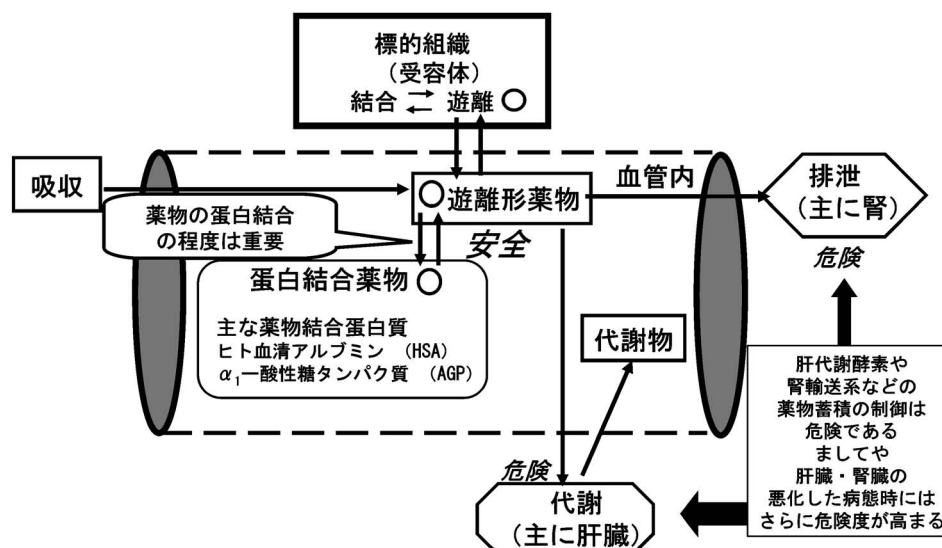 標的組織
（受容体）
結合 ⇄ 遊離
吸収
血管内
排泄
（主に腎）
危険
遊離形薬物
薬物の蛋白結合
の程度は重要
安全
蛋白結合薬物
主な薬物結合蛋白質
ヒト血清アルブミン （HSA）
α₁ー酸性糖タンパク質 （AGP）
代謝物
肝代謝酵素や
腎輸送系などの
薬物蓄積の制御は
危険である
ましてや
肝臓・腎臓の
悪化した病態時には
さらに危険度が高まる
危険
代謝
（主に肝臓）